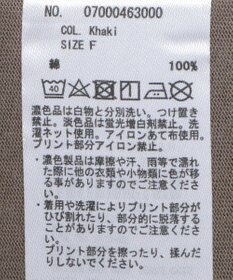 NO. 07000463000
COL. Khaki
SIZE F
綿 100%
40
濃色品は白物と分別洗い。つけ置き
禁止。淡色品は蛍光増白剤禁止。洗
濯ネット使用。アイロンあて布使用。
プリント部分アイロン禁止。
・濃色製品は摩擦や汗、雨等で濡れ
た際に他の衣類や小物類に色が移
る事がありますのでご注意くださ
い。
・着用や洗濯によりプリント部分が
ひび割れたり、部分的に脱落する
ことがありますのでご注意くださ
い。
プリント部分を擦ったり、揉んだ
りしないでください。